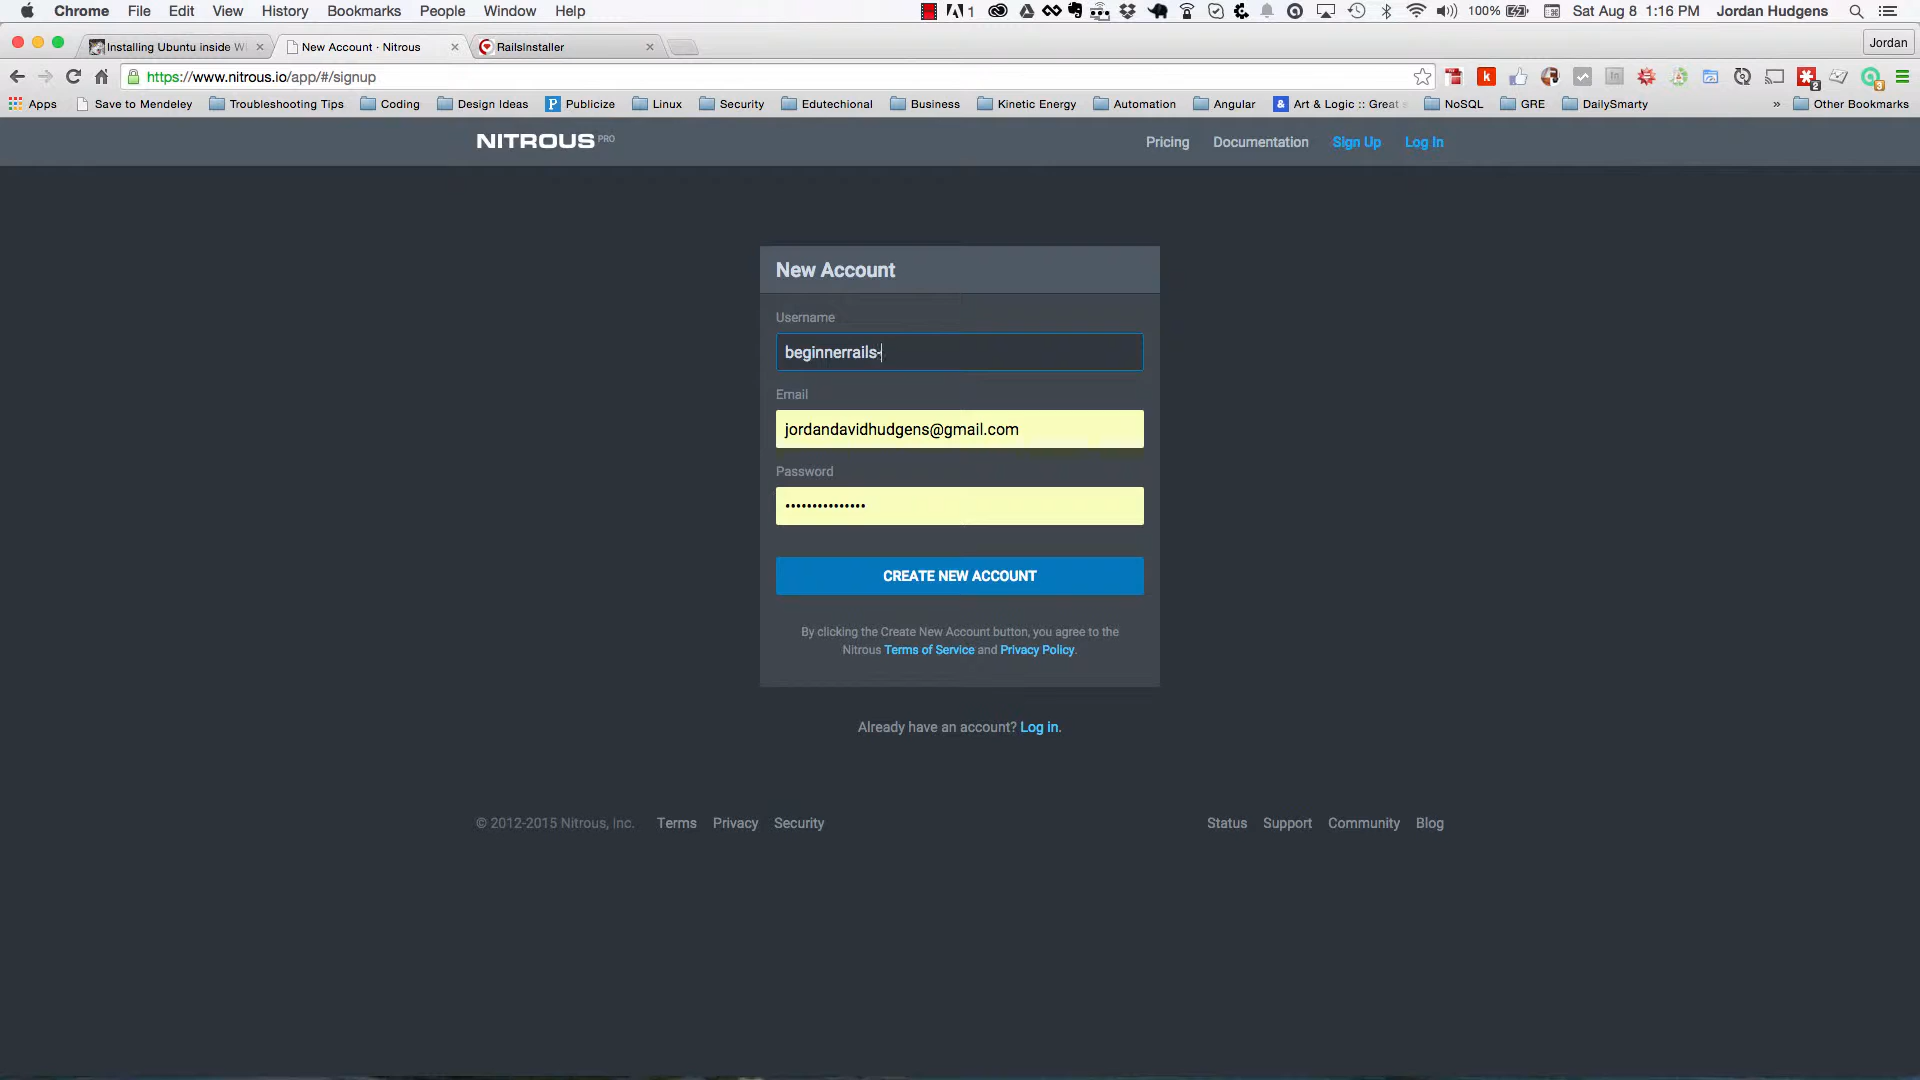 Chrome File Edit View History Bookmarks People Window Help 1 100% Sat Aug 8 1:16 PM Jordan Hudgens
Installing Ubuntu inside Wi New Account · Nitrous RailsInstaller Jordan
https://www.nitrous.io/app/#/signup
Apps Save to Mendeley Troubleshooting Tips Coding Design Ideas Publicize Linux Security Edutechional Business Kinetic Energy Automation Angular Art & Logic :: Great s NoSQL GRE DailySmarty » Other Bookmarks
NITROUS PRO Pricing Documentation Sign Up Log In
New Account
Username
beginnerrails-
Email
jordandavidhudgens@gmail.com
Password
•••••••••••••••
CREATE NEW ACCOUNT
By clicking the Create New Account button, you agree to the
Nitrous Terms of Service and Privacy Policy.
Already have an account? Log in.
© 2012-2015 Nitrous, Inc. Terms Privacy Security Status Support Community Blog